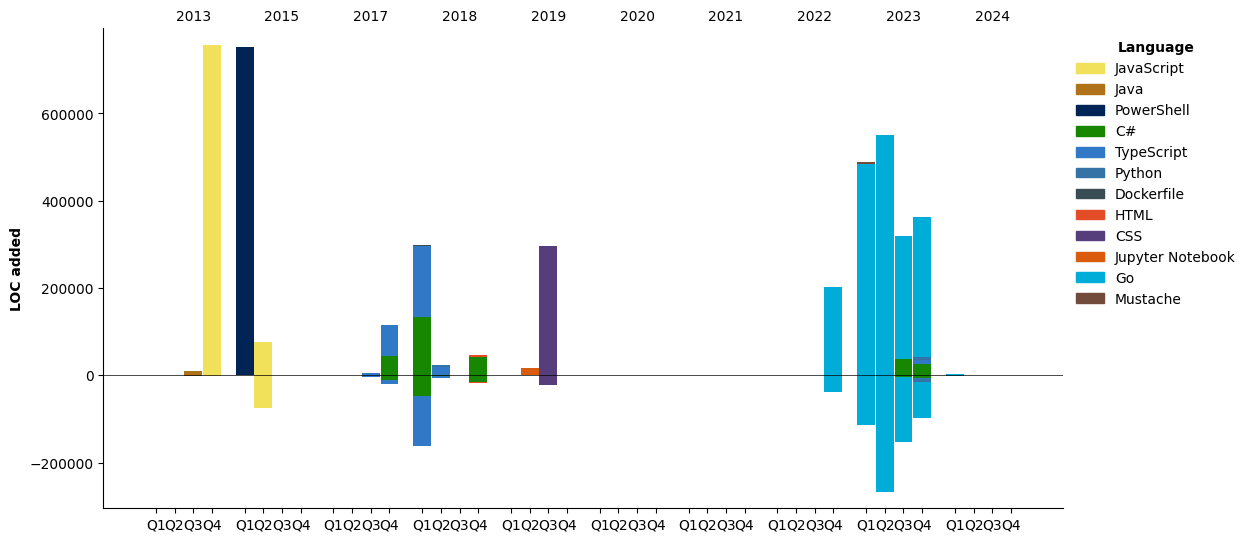 2013 2015 2017 2018 2019 2020 2021 2022 2023 2024
Language
JavaScript
Java
PowerShell
C#
TypeScript
Python
Dockerfile
HTML
CSS
Jupyter Notebook
Go
Mustache
LOC added
600000
400000
200000
0
−200000
Q1Q2Q3Q4 Q1Q2Q3Q4 Q1Q2Q3Q4 Q1Q2Q3Q4 Q1Q2Q3Q4 Q1Q2Q3Q4 Q1Q2Q3Q4 Q1Q2Q3Q4 Q1Q2Q3Q4 Q1Q2Q3Q4